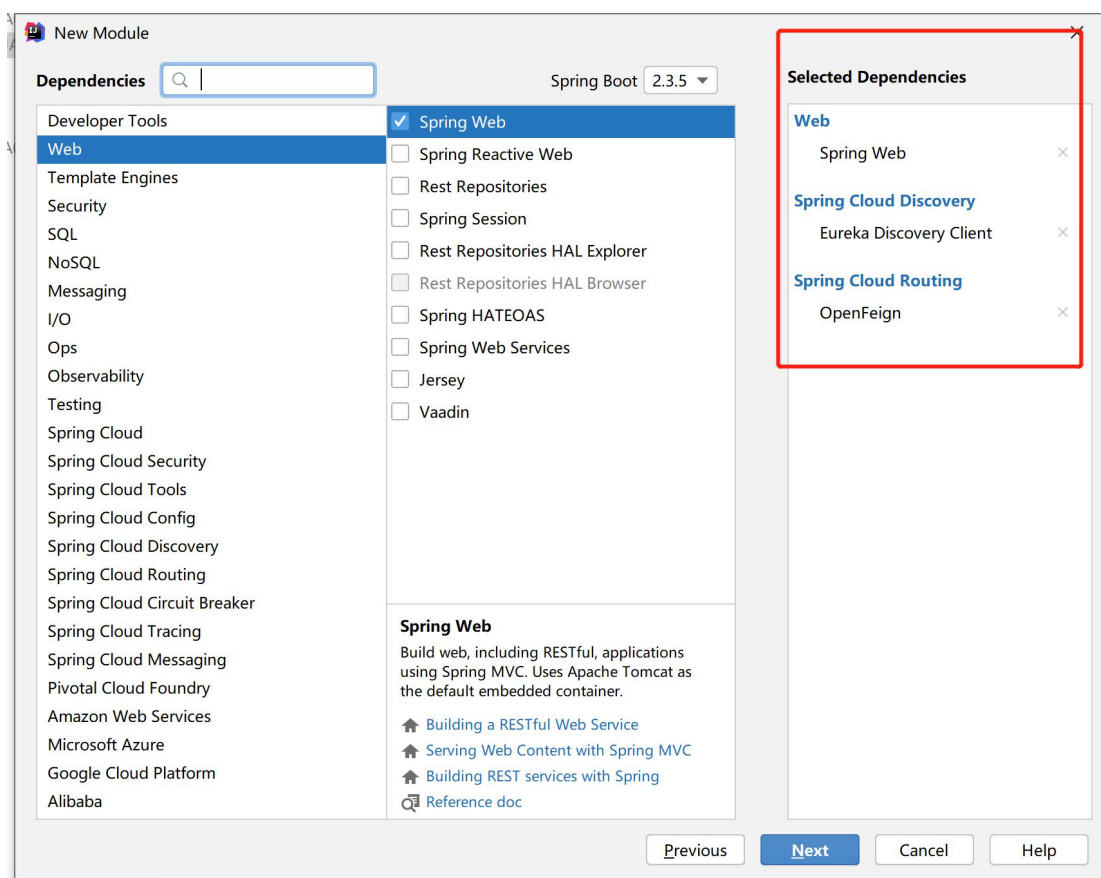 New Module
Dependencies
Spring Boot 2.3.5
Developer Tools
Web
Template Engines
Security
SQL
NoSQL
Messaging
I/O
Ops
Observability
Testing
Spring Cloud
Spring Cloud Security
Spring Cloud Tools
Spring Cloud Config
Spring Cloud Discovery
Spring Cloud Routing
Spring Cloud Circuit Breaker
Spring Cloud Tracing
Spring Cloud Messaging
Pivotal Cloud Foundry
Amazon Web Services
Microsoft Azure
Google Cloud Platform
Alibaba
Spring Web
Spring Reactive Web
Rest Repositories
Spring Session
Rest Repositories HAL Explorer
Rest Repositories HAL Browser
Spring HATEOAS
Spring Web Services
Jersey
Vaadin
Spring Web
Build web, including RESTful, applications
using Spring MVC. Uses Apache Tomcat as
the default embedded container.
Building a RESTful Web Service
Serving Web Content with Spring MVC
Building REST services with Spring
Reference doc
Selected Dependencies
Web
Spring Web
Spring Cloud Discovery
Eureka Discovery Client
Spring Cloud Routing
OpenFeign
Previous
Next
Cancel
Help